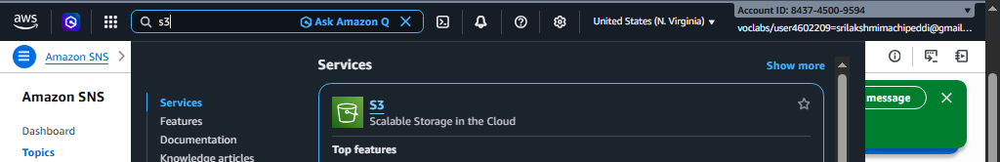 aws
s3
Ask Amazon Q
United States (N. Virginia) ▼
Account ID: 8437-4500-9594
voclabs/user4602209=srilakshmimachipeddi@gmail...
Amazon SNS
Services
Show more
message
Amazon SNS
Dashboard
Topics
Services
Features
Documentation
Knowledge articles
S3
Scalable Storage in the Cloud
Top features